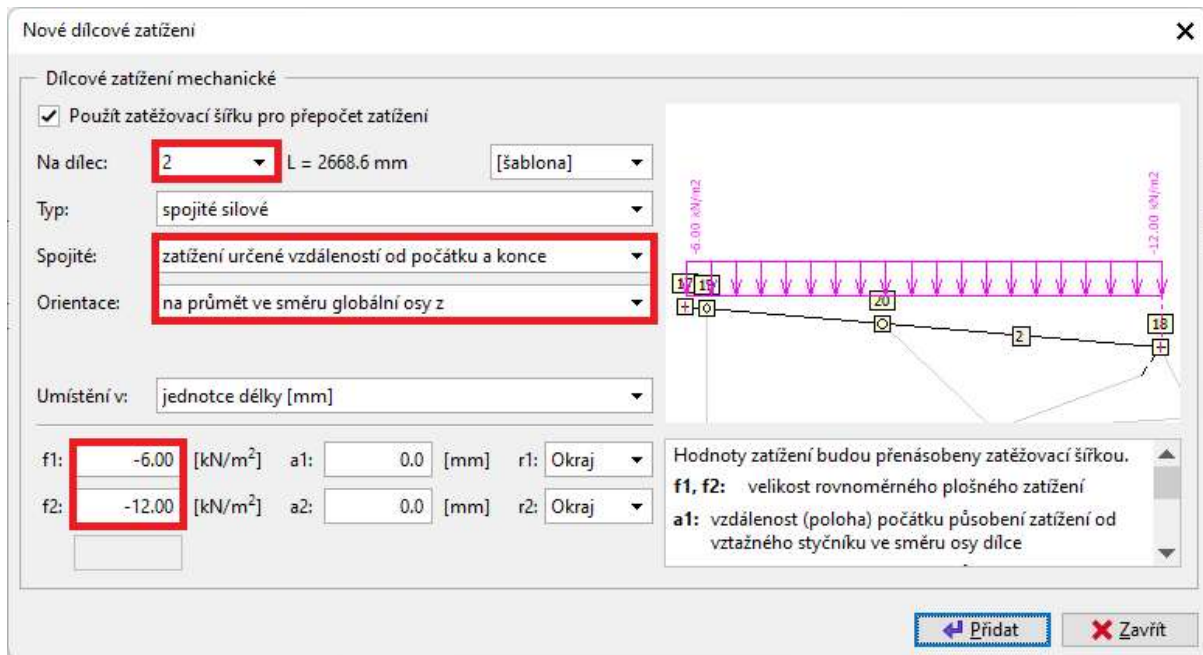 Nové dílcové zatížení
Dílcové zatížení mechanické
Použít zatěžovací šířku pro přepočet zatížení
Na dílec: 2 L = 2668.6 mm [šablona]
Typ: spojité silové
Spojité: zatížení určené vzdáleností od počátku a konce
Orientace: na průmět ve směru globální osy z
Umístění v: jednotce délky [mm]
f1: -6.00 [kN/m²] a1: 0.0 [mm] r1: Okraj
f2: -12.00 [kN/m²] a2: 0.0 [mm] r2: Okraj
-6.00 kN/m2
-12.00 kN/m2
17 19
20
2
18
Hodnoty zatížení budou přenásobeny zatěžovací šířkou.
f1, f2: velikost rovnoměrného plošného zatížení
a1: vzdálenost (poloha) počátku působení zatížení od
vztažného styčníku ve směru osy dílce
Přidat Zavřít